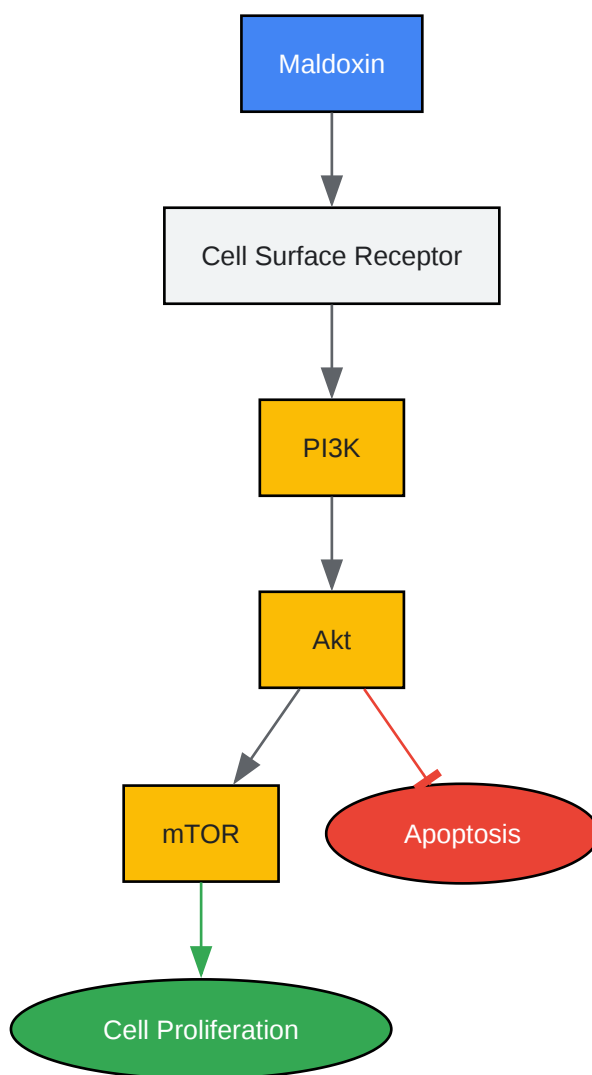 Maldoxin
Cell Surface Receptor
PI3K
Akt
mTOR
Apoptosis
Cell Proliferation